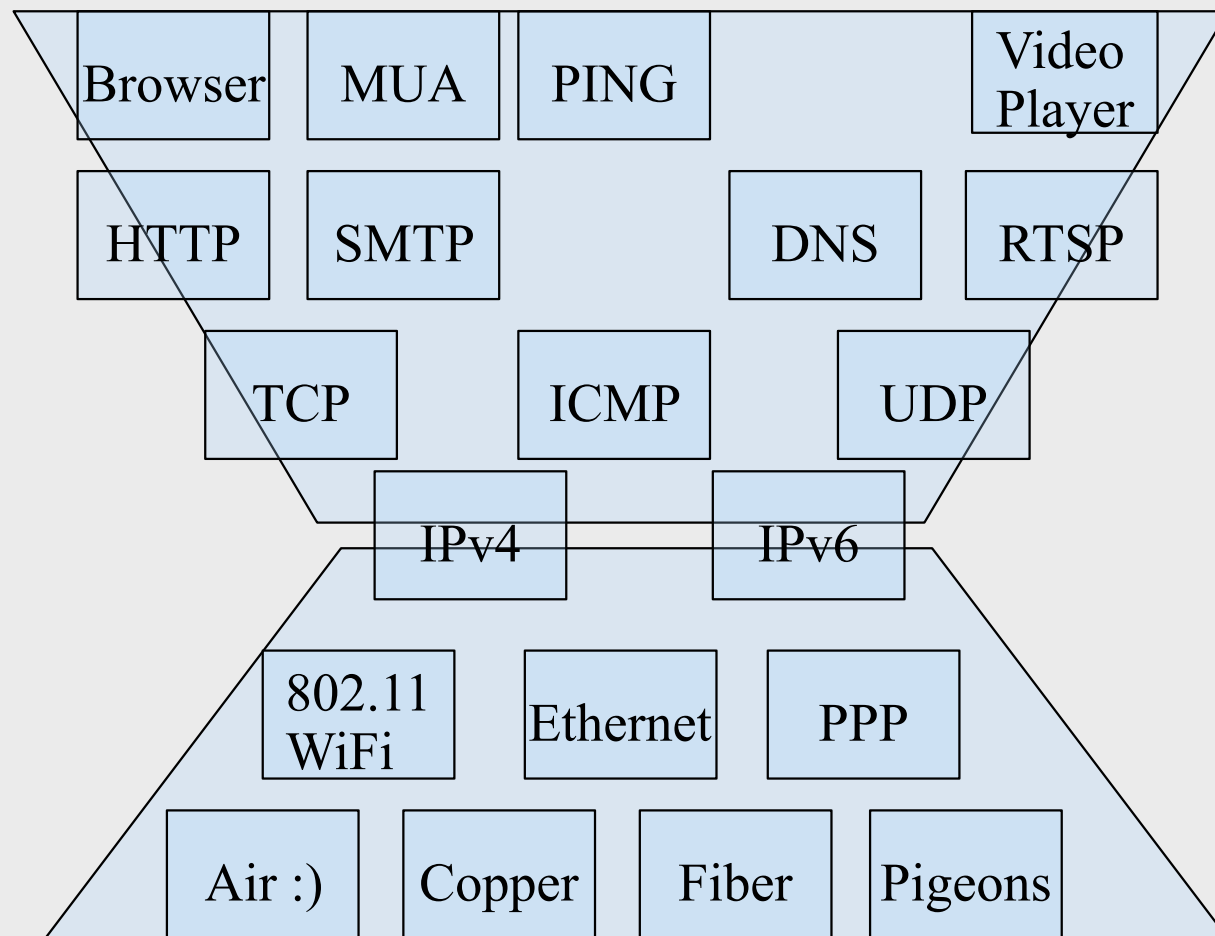 Browser
MUA
PING
Video
Player
HTTP
SMTP
DNS
RTSP
TCP
ICMP
UDP
IPv4
IPv6
802.11
WiFi
Ethernet
PPP
Air :)
Copper
Fiber
Pigeons